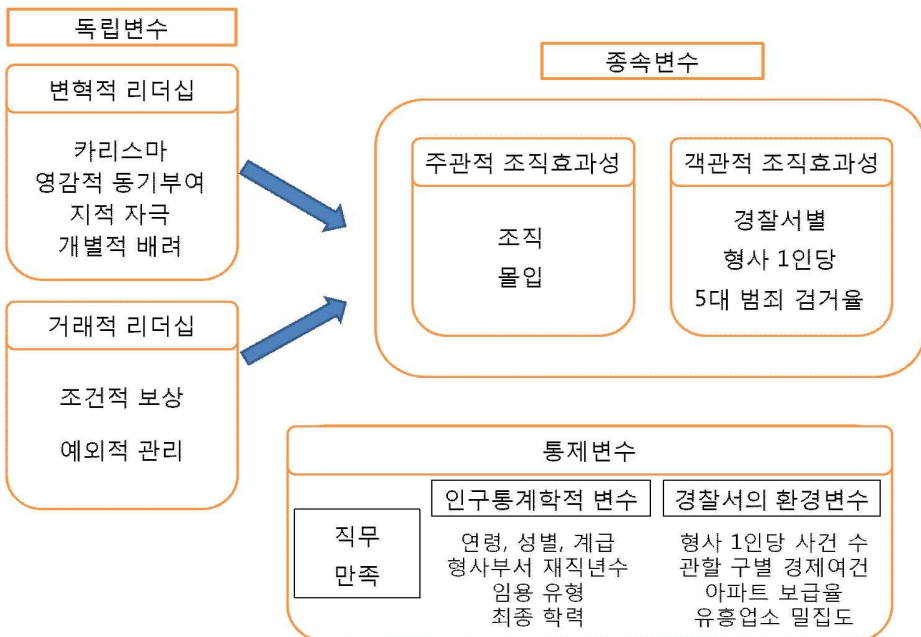 독립변수
변혁적 리더십
카리스마
영감적 동기부여
지적 자극
개별적 배려
거래적 리더십
조건적 보상
예외적 관리
종속변수
주관적 조직효과성
조직
몰입
객관적 조직효과성
경찰서별
형사 1인당
5대 범죄 검거율
통제변수
직무
만족
인구통계학적 변수
연령, 성별, 계급
형사부서 재직년수
임용 유형
최종 학력
경찰서의 환경변수
형사 1인당 사건 수
관할 구별 경제여건
아파트 보급율
유흥업소 밀집도